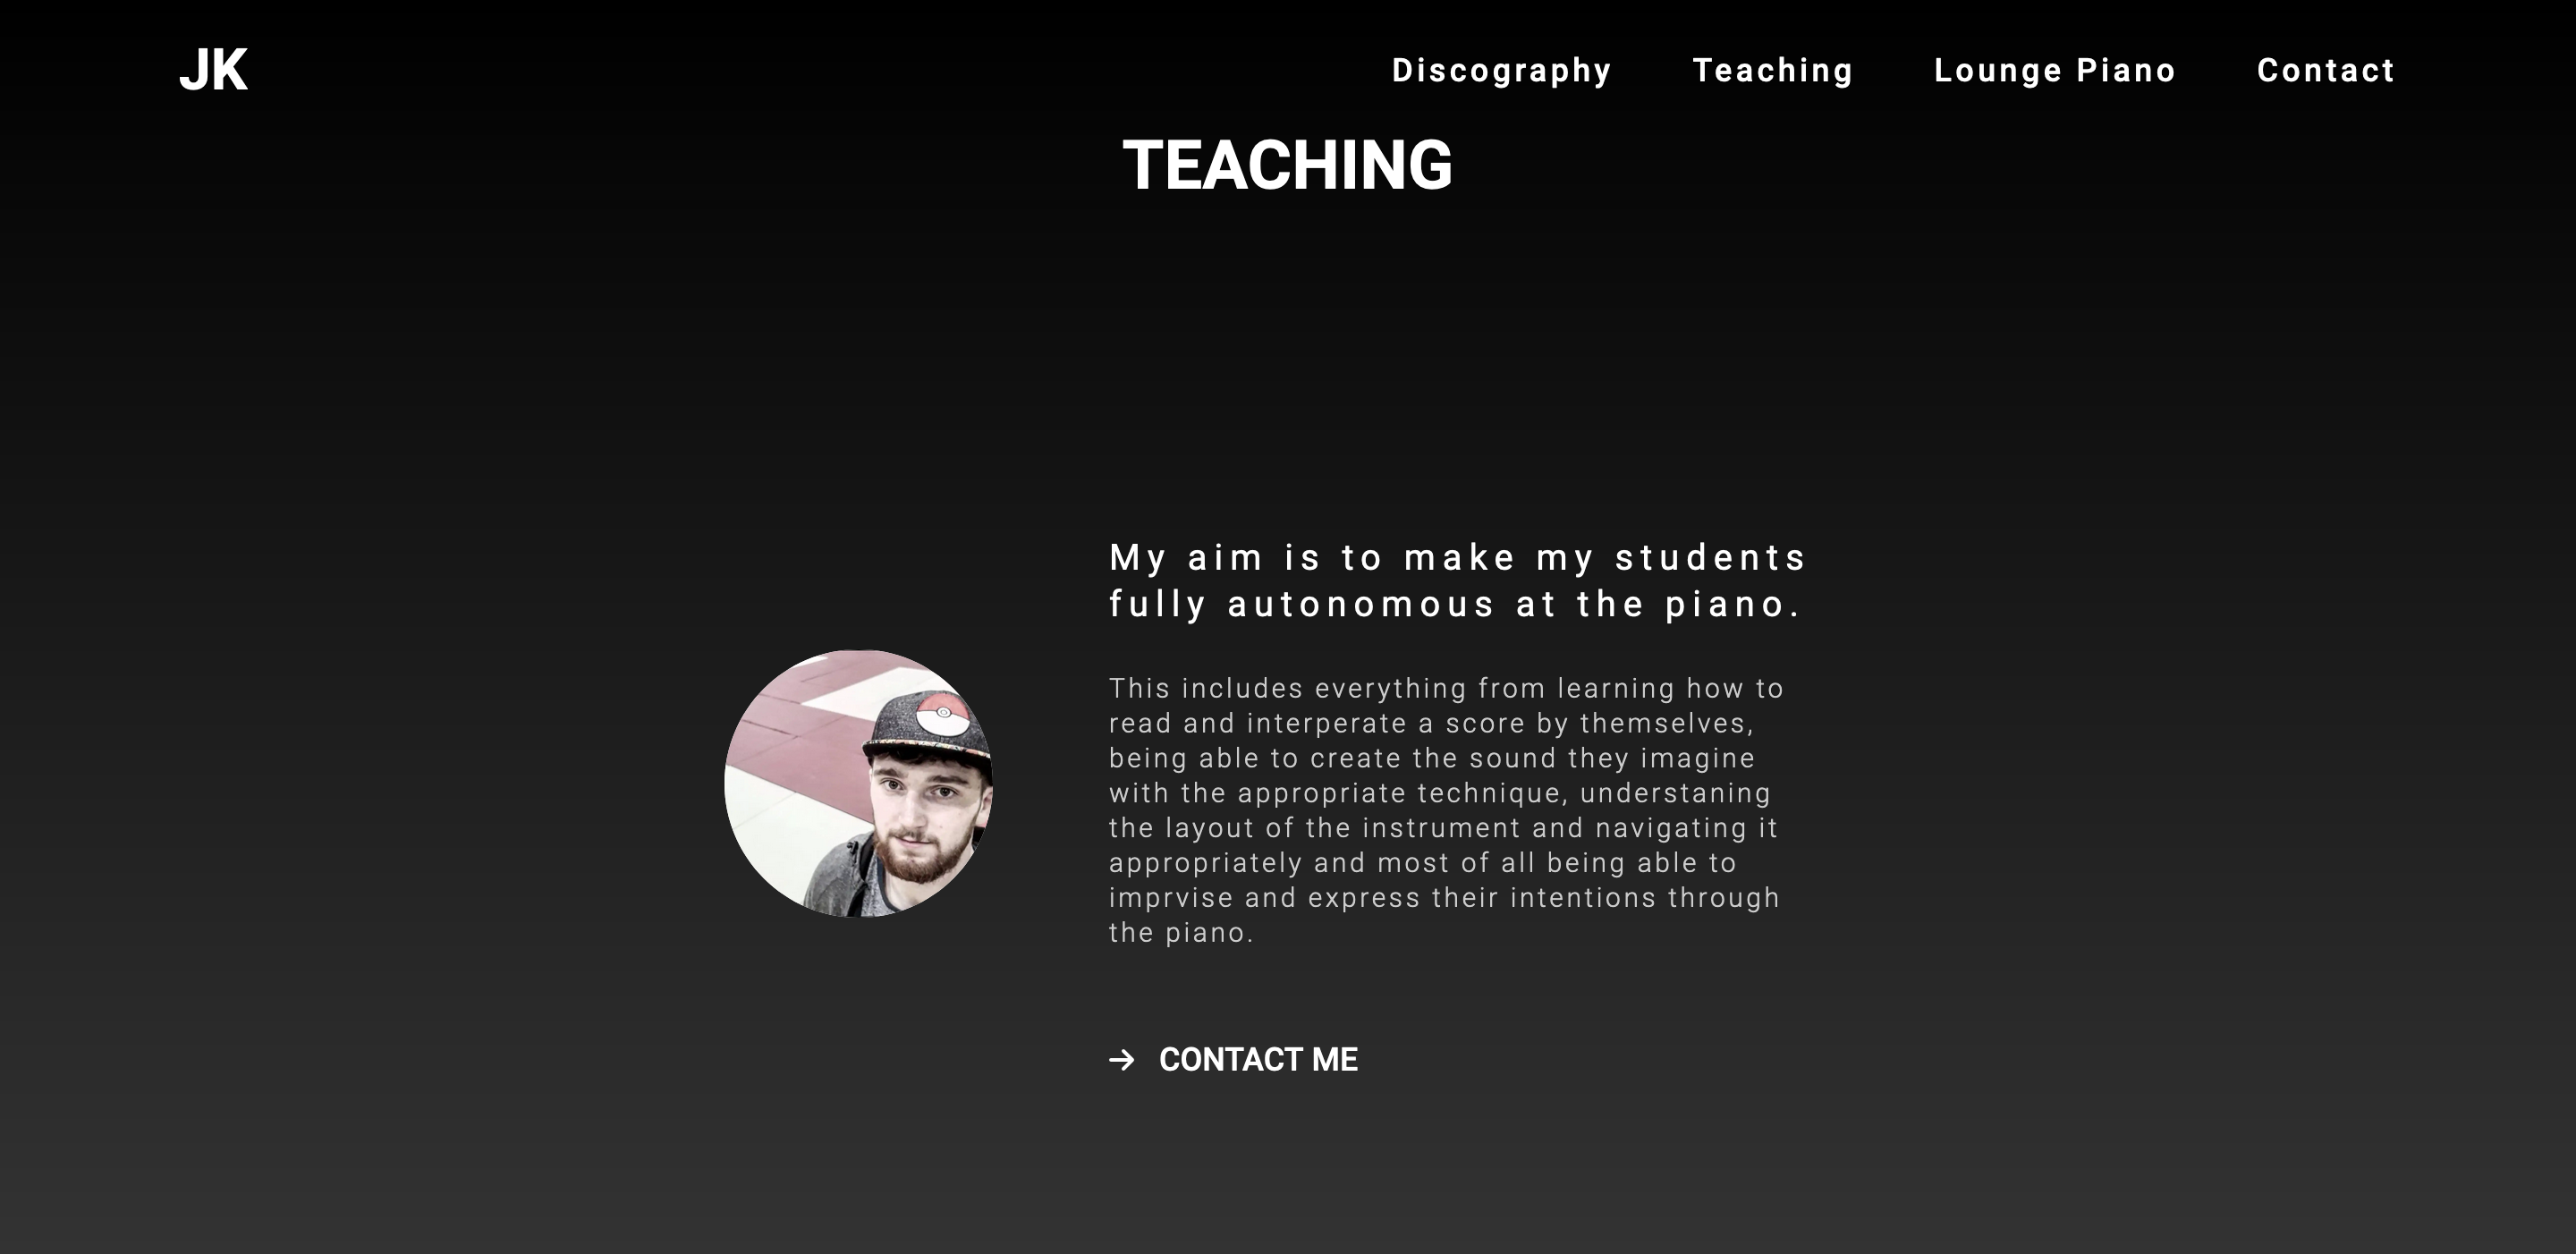 JK
Discography Teaching Lounge Piano Contact
TEACHING
My aim is to make my students
fully autonomous at the piano.
This includes everything from learning how to
read and interperate a score by themselves,
being able to create the sound they imagine
with the appropriate technique, understaning
the layout of the instrument and navigating it
appropriately and most of all being able to
imprvise and express their intentions through
the piano.
→ CONTACT ME